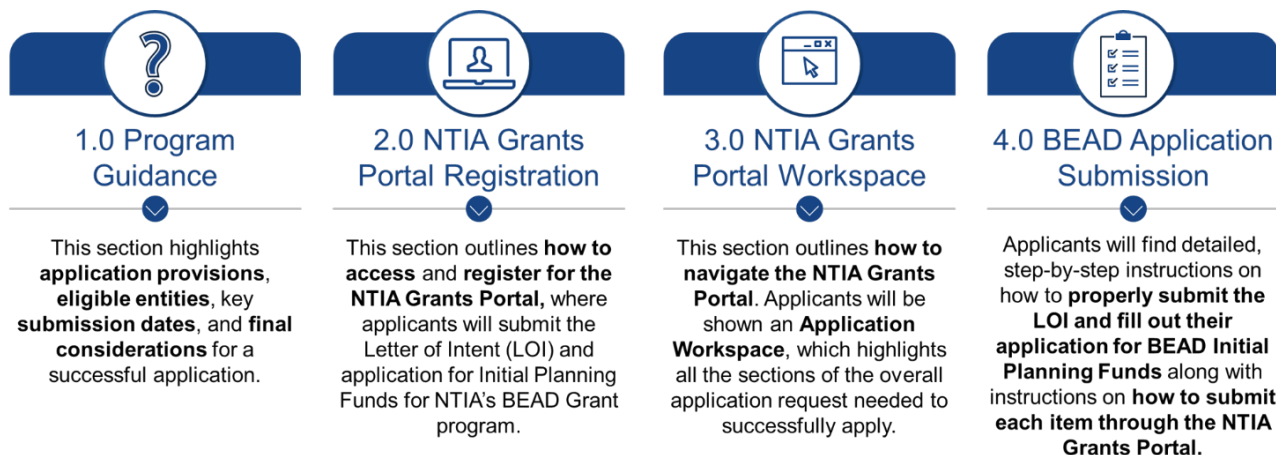 1.0 Program
Guidance
This section highlights
application provisions,
eligible entities, key
submission dates, and final
considerations for a
successful application.
2.0 NTIA Grants
Portal Registration
This section outlines how to
access and register for the
NTIA Grants Portal, where
applicants will submit the
Letter of Intent (LOI) and
application for Initial Planning
Funds for NTIA's BEAD Grant
program.
3.0 NTIA Grants
Portal Workspace
This section outlines how to
navigate the NTIA Grants
Portal. Applicants will be
shown an Application
Workspace, which highlights
all the sections of the overall
application request needed to
successfully apply.
4.0 BEAD Application
Submission
Applicants will find detailed,
step-by-step instructions on
how to properly submit the
LOI and fill out their
application for BEAD Initial
Planning Funds along with
instructions on how to submit
each item through the NTIA
Grants Portal.